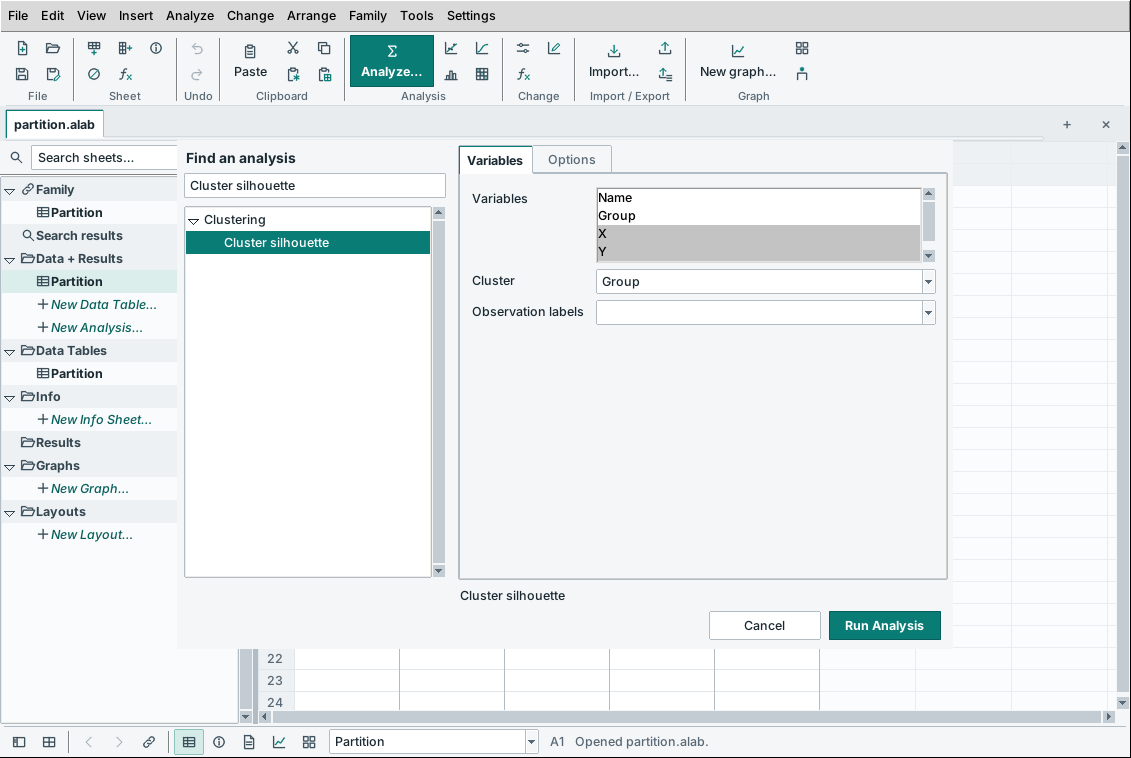 File Edit View Insert Analyze Change Arrange Family Tools Settings
Paste Analyze... Import... New graph...
File Sheet Undo Clipboard Analysis Change Import / Export Graph
partition.alab
Search sheets...
Family
Partition
Search results
Data + Results
Partition
New Data Table...
New Analysis...
Data Tables
Partition
Info
New Info Sheet...
Results
Graphs
New Graph...
Layouts
New Layout...
Find an analysis
Cluster silhouette
Clustering
Cluster silhouette
Variables Options
Variables
Name
Group
X
Y
Cluster Group
Observation labels
Cluster silhouette
Cancel Run Analysis
22
23
24
Partition A1 Opened partition.alab.